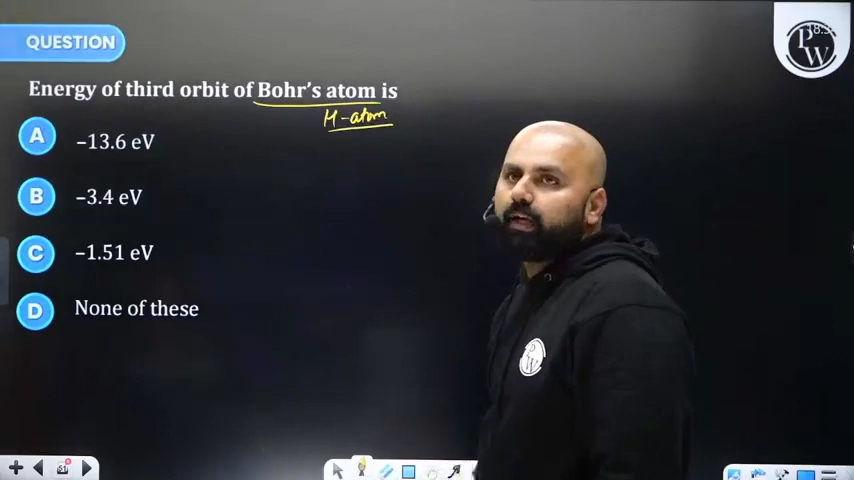 QUESTION
Energy of third orbit of Bohr's atom is
H-atom
A
−13.6 eV
B
−3.4 eV
C
−1.51 eV
D
None of these
PW
PW